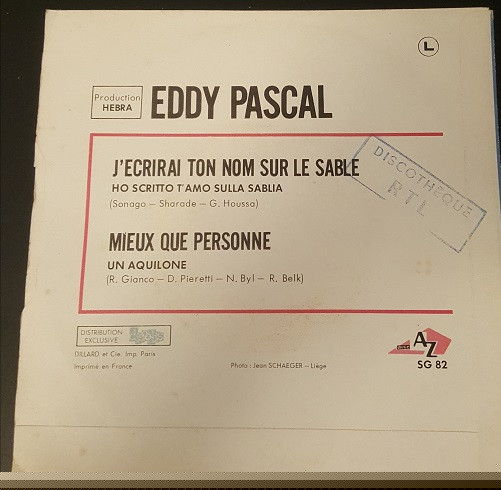 L
Production
HEBRA
EDDY PASCAL
J'ECRIRAI TON NOM SUR LE SABLE
HO SCRITTO T'AMO SULLA SABLIA
(Sonago — Sharade — G. Houssa)
DISCOTHEQUE
RTL
MIEUX QUE PERSONNE
UN AQUILONE
(R. Gianco — D. Pieretti — N. Byl — R. Belk)
DISTRIBUTION
EXCLUSIVE
DILLARD et Cie. Imp. Paris
Imprimé en France
Photo : Jean SCHAEGER — Liège
AZ
SG 82